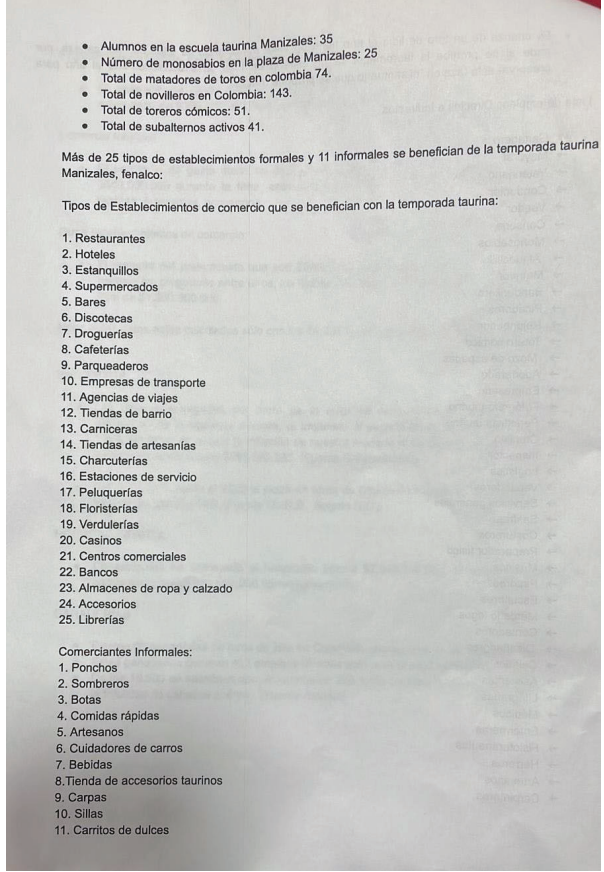 • Alumnos en la escuela taurina Manizales: 35
• Número de monosabios en la plaza de Manizales: 25
• Total de matadores de toros en colombia 74.
• Total de novilleros en Colombia: 143.
• Total de toreros cómicos: 51.
• Total de subalternos activos 41.
Más de 25 tipos de establecimientos formales y 11 informales se benefician de la temporada taurina
Manizales, fenalco:
Tipos de Establecimientos de comercio que se benefician con la temporada taurina:
1. Restaurantes
2. Hoteles
3. Estanquillos
4. Supermercados
5. Bares
6. Discotecas
7. Droguerías
8. Cafeterías
9. Parqueaderos
10. Empresas de transporte
11. Agencias de viajes
12. Tiendas de barrio
13. Carniceras
14. Tiendas de artesanías
15. Charcuterías
16. Estaciones de servicio
17. Peluquerías
18. Floristerías
19. Verdulerías
20. Casinos
21. Centros comerciales
22. Bancos
23. Almacenes de ropa y calzado
24. Accesorios
25. Librerías
Comerciantes Informales:
1. Ponchos
2. Sombreros
3. Botas
4. Comidas rápidas
5. Artesanos
6. Cuidadores de carros
7. Bebidas
8.Tienda de accesorios taurinos
9. Carpas
10. Sillas
11. Carritos de dulces